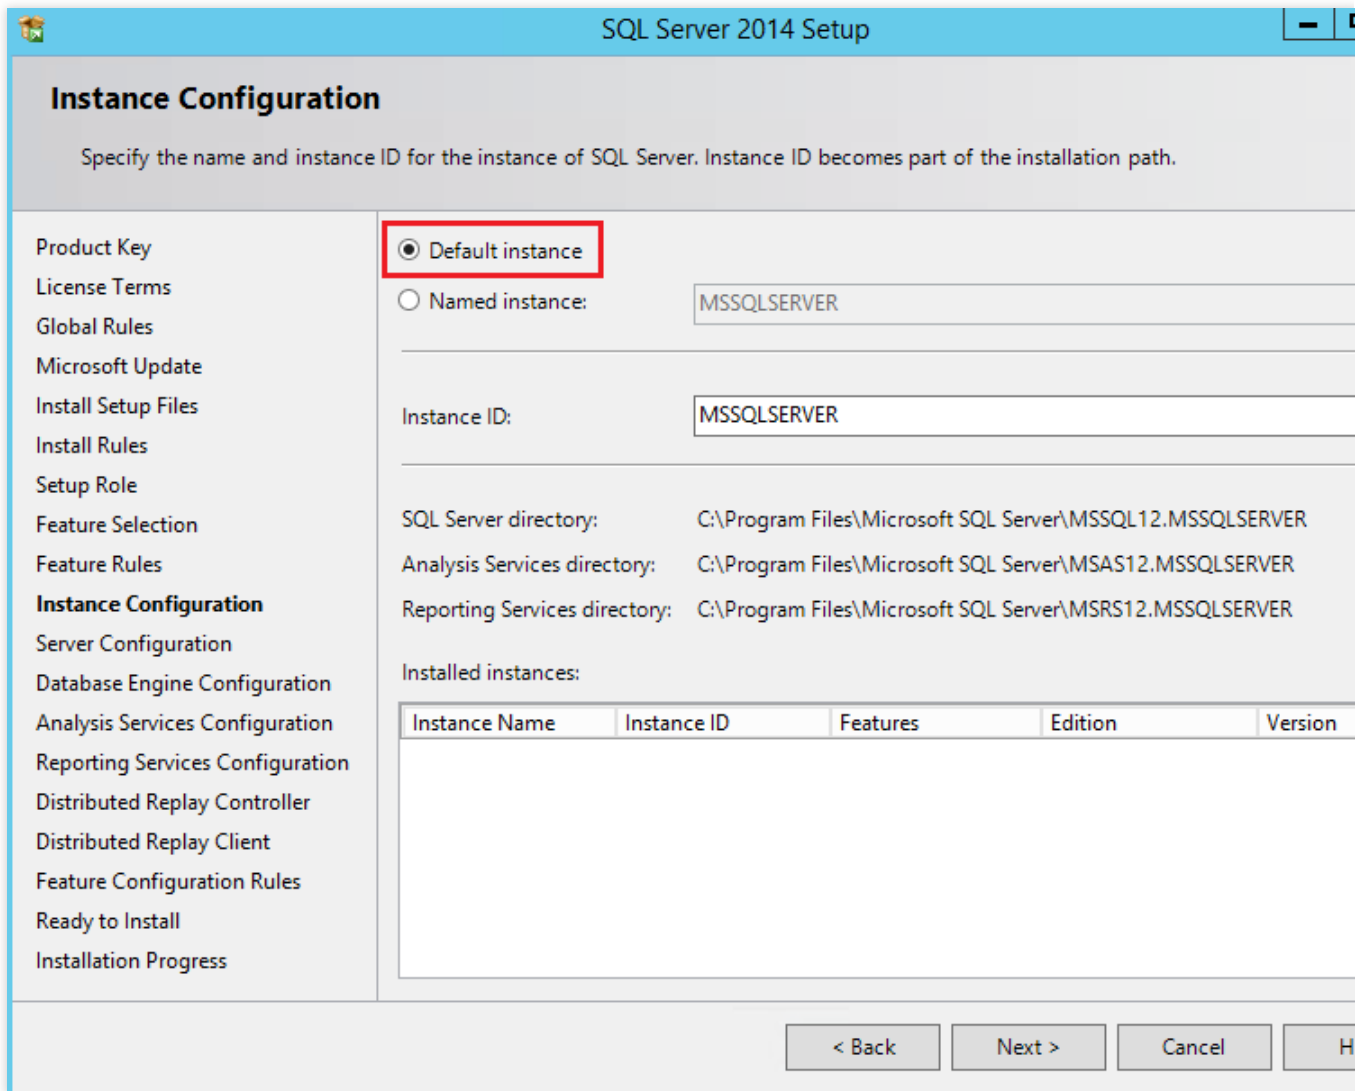 SQL Server 2014 Setup
Instance Configuration
Specify the name and instance ID for the instance of SQL Server. Instance ID becomes part of the installation path.
Product Key
License Terms
Global Rules
Microsoft Update
Install Setup Files
Install Rules
Setup Role
Feature Selection
Feature Rules
Instance Configuration
Server Configuration
Database Engine Configuration
Analysis Services Configuration
Reporting Services Configuration
Distributed Replay Controller
Distributed Replay Client
Feature Configuration Rules
Ready to Install
Installation Progress
Default instance
Named instance: MSSQLSERVER
Instance ID: MSSQLSERVER
SQL Server directory: C:\Program Files\Microsoft SQL Server\MSSQL12.MSSQLSERVER
Analysis Services directory: C:\Program Files\Microsoft SQL Server\MSAS12.MSSQLSERVER
Reporting Services directory: C:\Program Files\Microsoft SQL Server\MSRS12.MSSQLSERVER
Installed instances:
Instance Name Instance ID Features Edition Version
< Back Next > Cancel